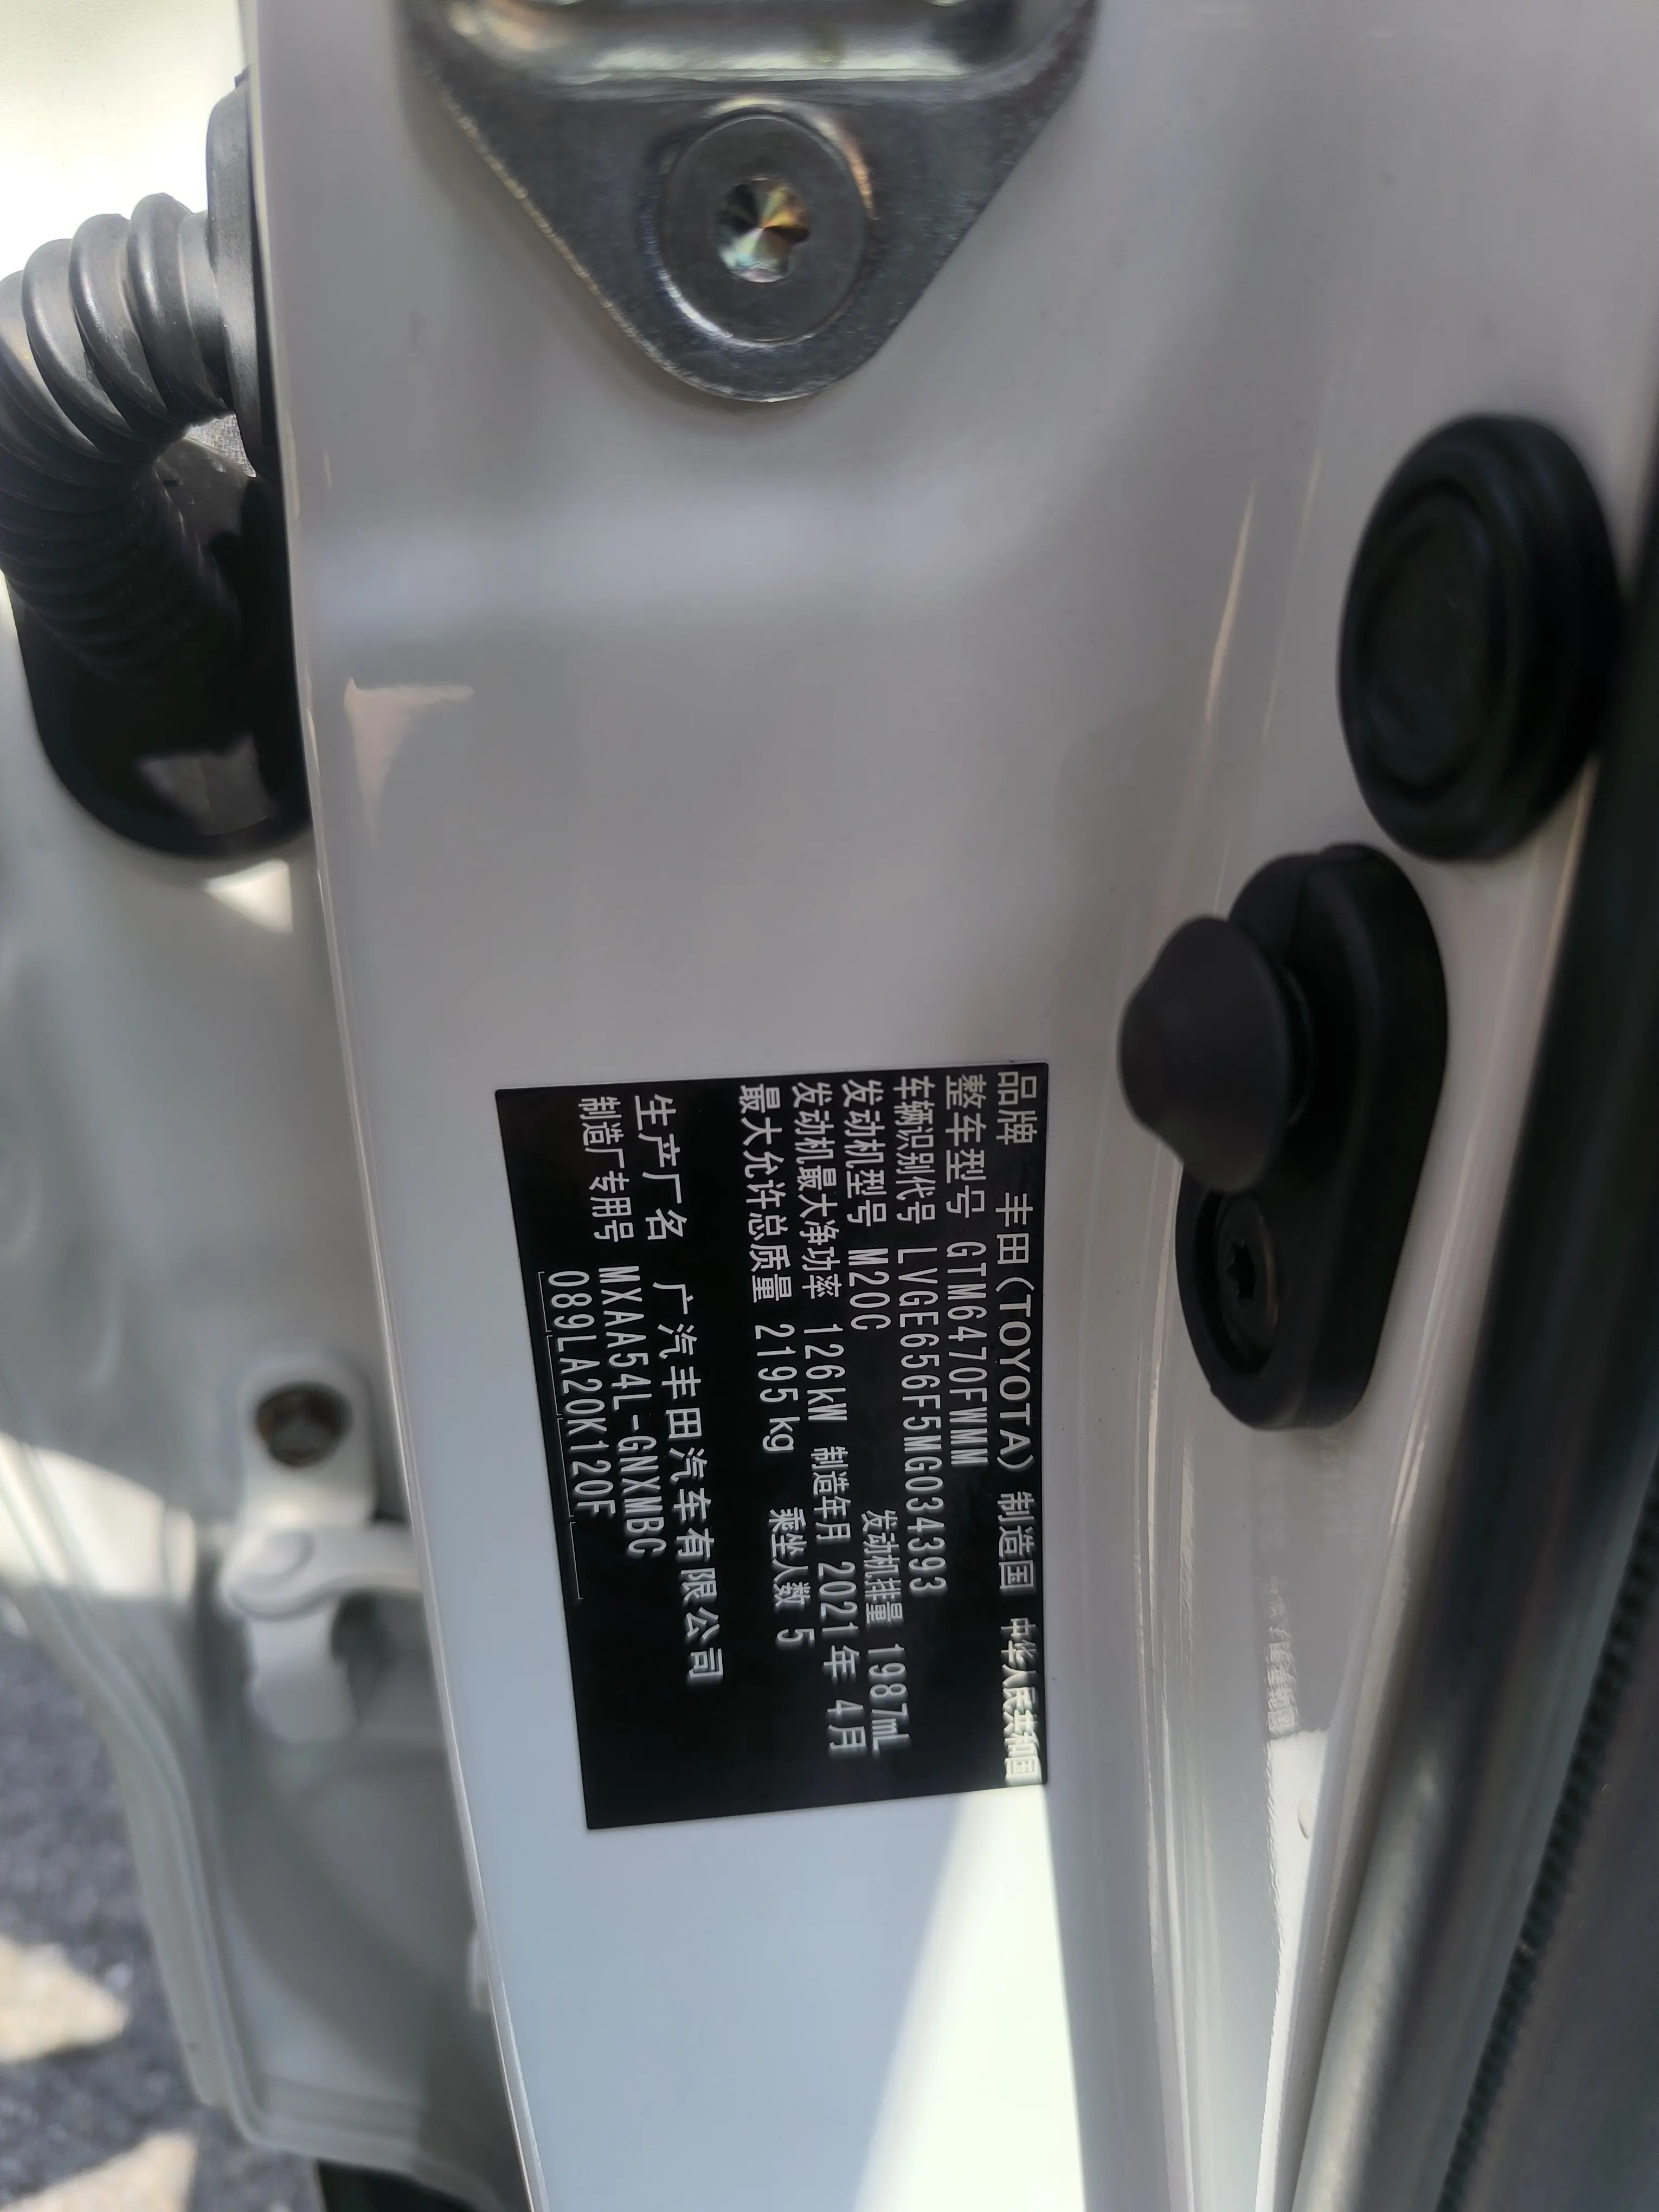 品牌 丰田(TOYOTA) 制造国 中华人民共和国
整车型号 GTM6470FWMM
车辆识别代号 LVGE656F5MG034393
发动机型号 M20C 发动机排量 1987mL
发动机最大净功率 126kW 制造年月 2021年 4月
最大允许总质量 2195kg 乘坐人数 5
生产厂名 广汽丰田汽车有限公司
制造厂专用号 MXAA54L-GNXMBC
089LA20K120F